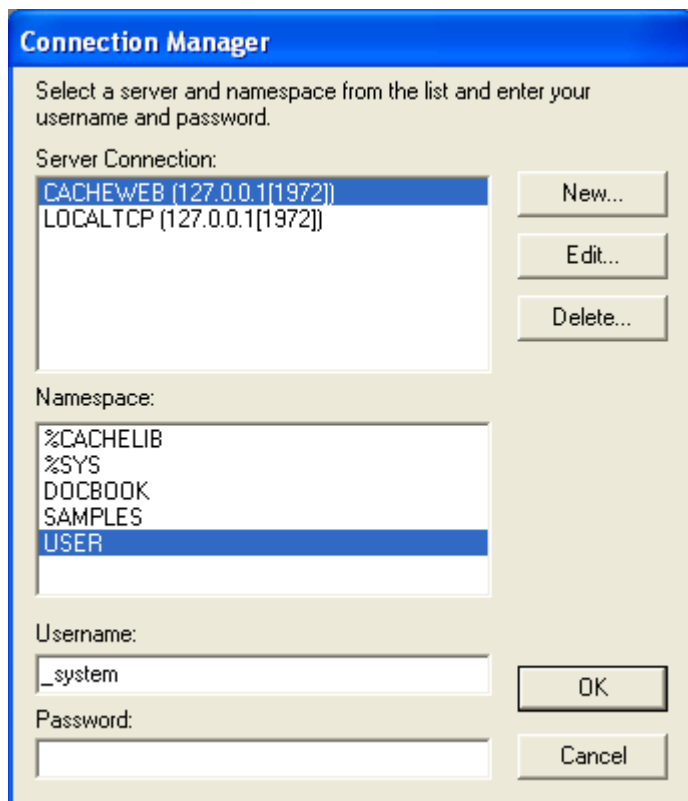 Connection Manager
Select a server and namespace from the list and enter your
username and password.
Server Connection:
CACHEWEB (127.0.0.1[1972])
LOCALTCP (127.0.0.1[1972])
New...
Edit...
Delete...
Namespace:
%CACHELIB
%SYS
DOCBOOK
SAMPLES
USER
Username:
_system
OK
Password:
Cancel